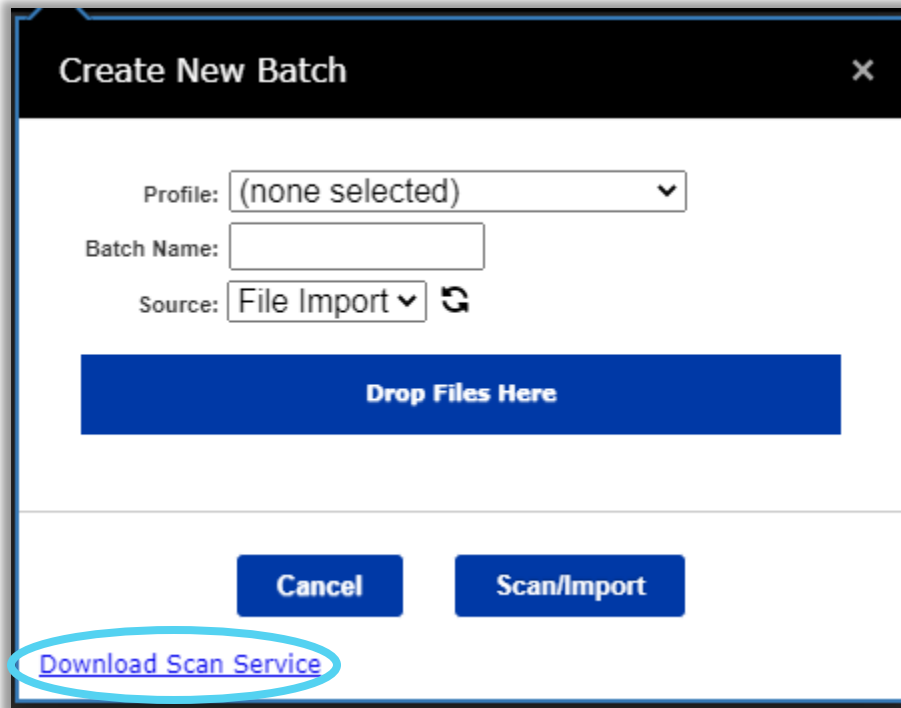 Create New Batch ×
Profile: (none selected)
Batch Name:
Source: File Import
Drop Files Here
Cancel Scan/Import
Download Scan Service